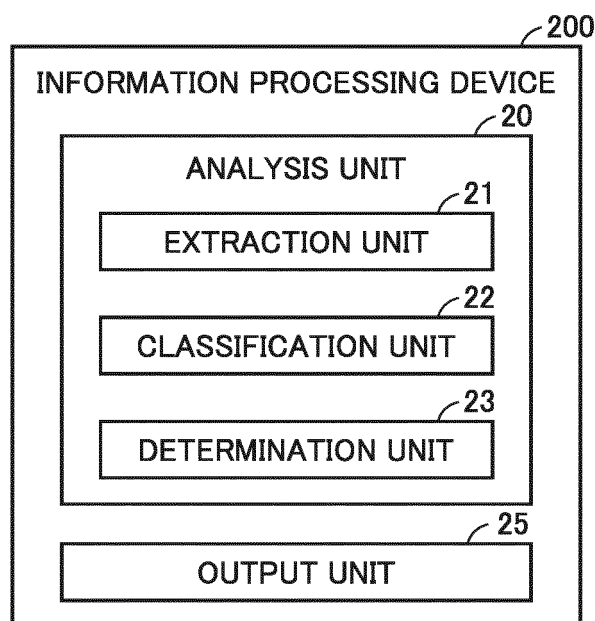 200
INFORMATION PROCESSING DEVICE
20
ANALYSIS UNIT
21
EXTRACTION UNIT
22
CLASSIFICATION UNIT
23
DETERMINATION UNIT
25
OUTPUT UNIT